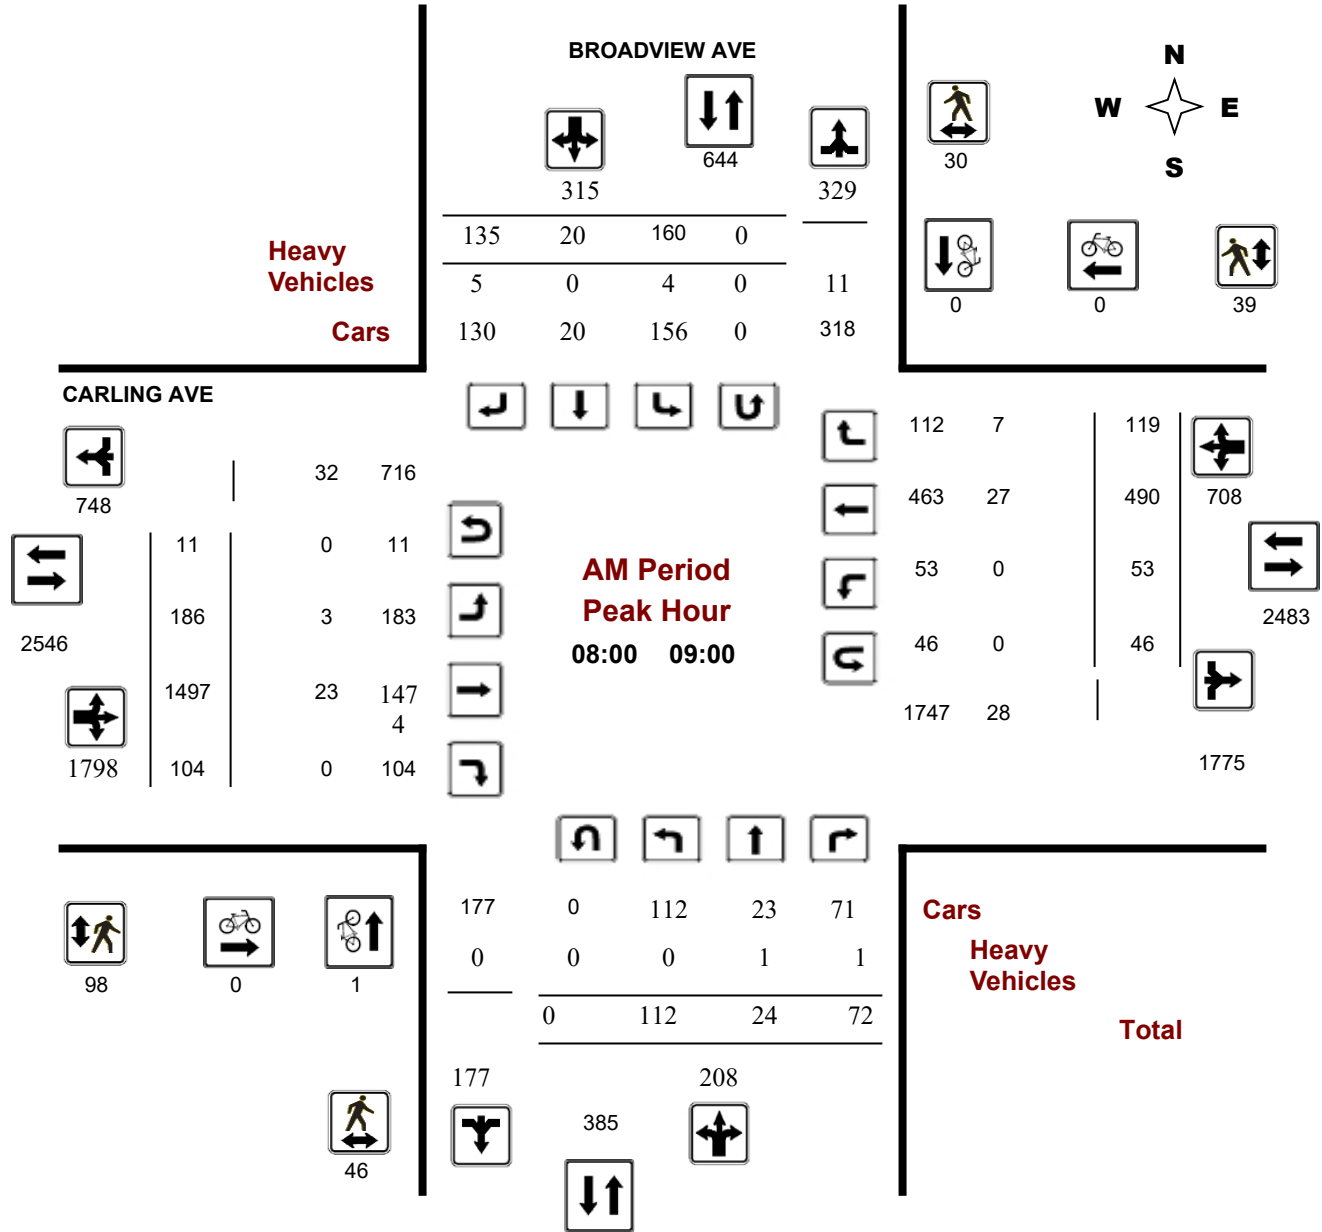 BROADVIEW AVE
N
W E
S
644
30
315
329
135 20 160 0
Heavy
Vehicles
5 0 4 0 11
Cars
130 20 156 0 318
0 0 39
CARLING AVE
112 7 119
32 716
748
463 27 490 708
11 0 11
AM Period
Peak Hour
08:00 09:00
53 0 53
186 3 183
2546
2483
46 0 46
1497 23 147
4
1747 28
1798 104 0 104
1775
177 0 112 23 71
Cars
0 0 0 1 1
Heavy
Vehicles
98 0 1
0 112 24 72
Total
177 208
385
46